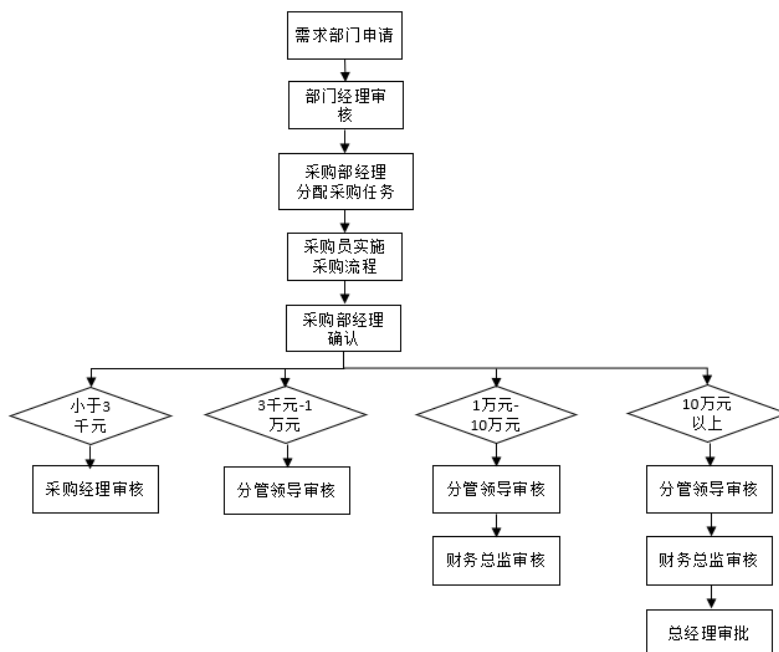 需求部门申请
部门经理审
核
采购部经理
分配采购任务
采购员实施
采购流程
采购部经理
确认
小于3
千元
3千元-1
万元
1万元-
10万元
10万元
以上
采购经理审核
分管领导审核
分管领导审核
分管领导审核
财务总监审核
财务总监审核
总经理审批